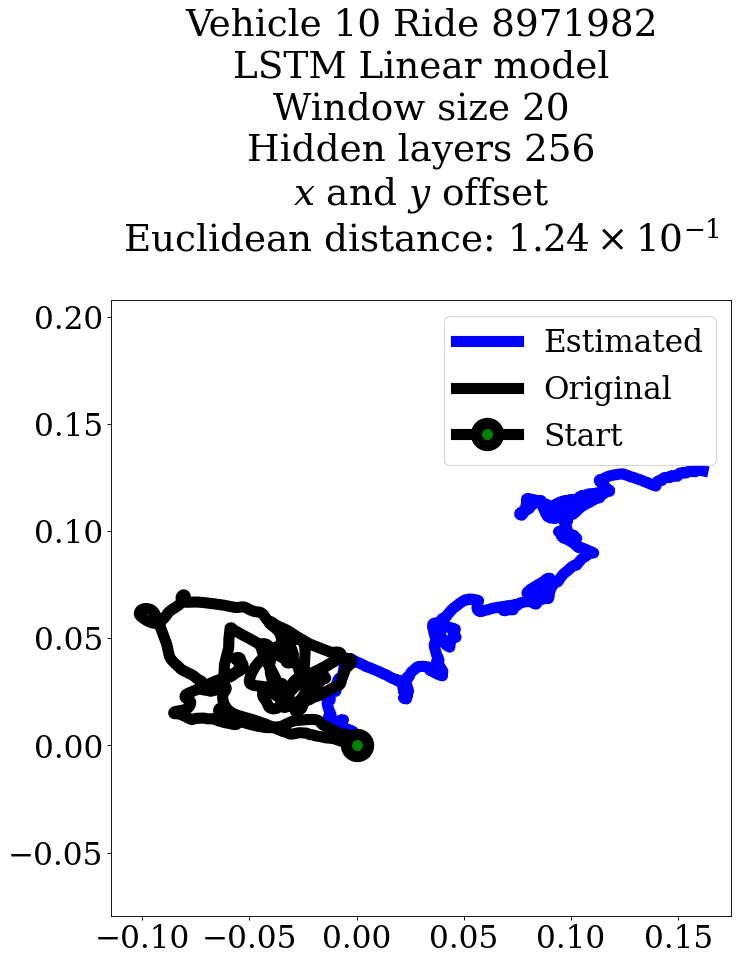 Vehicle 10 Ride 8971982
LSTM Linear model
Window size 20
Hidden layers 256
x and y offset
Euclidean distance: 1.24 × 10⁻¹
Estimated
Original
Start
0.20
0.15
0.10
0.05
0.00
−0.05
−0.10 −0.05 0.00 0.05 0.10 0.15